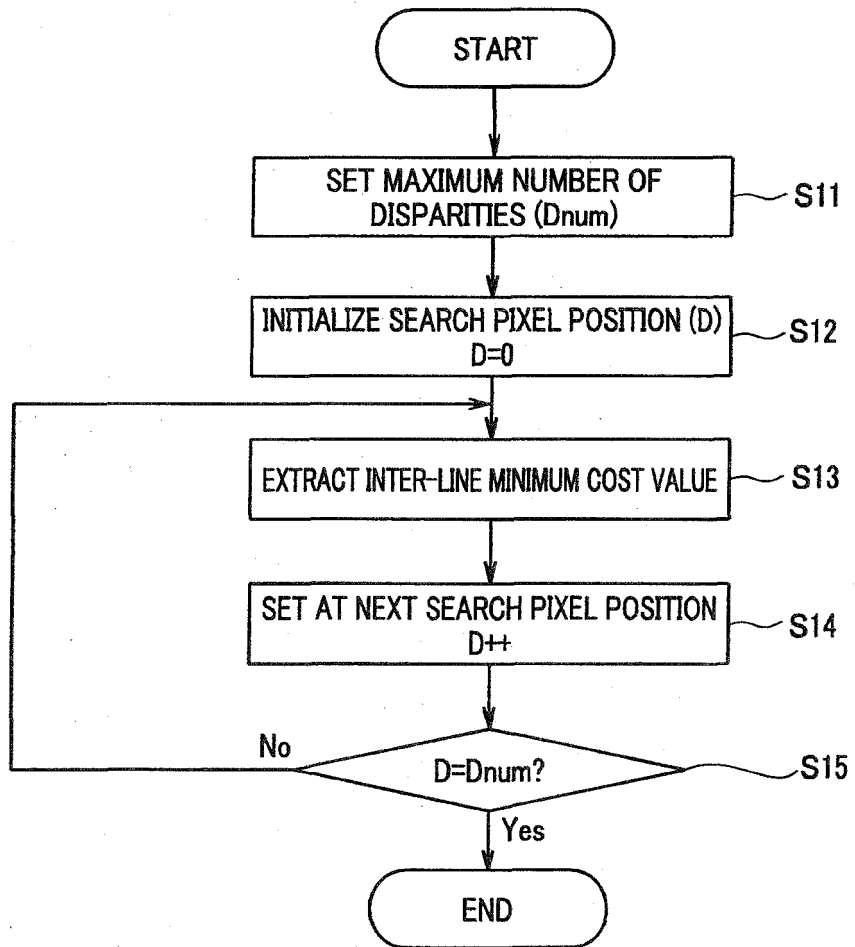 START
SET MAXIMUM NUMBER OF
DISPARITIES (Dnum)
S11
INITIALIZE SEARCH PIXEL POSITION (D)
D=0
S12
EXTRACT INTER-LINE MINIMUM COST VALUE
S13
SET AT NEXT SEARCH PIXEL POSITION
D++
S14
No
D=Dnum?
S15
Yes
END